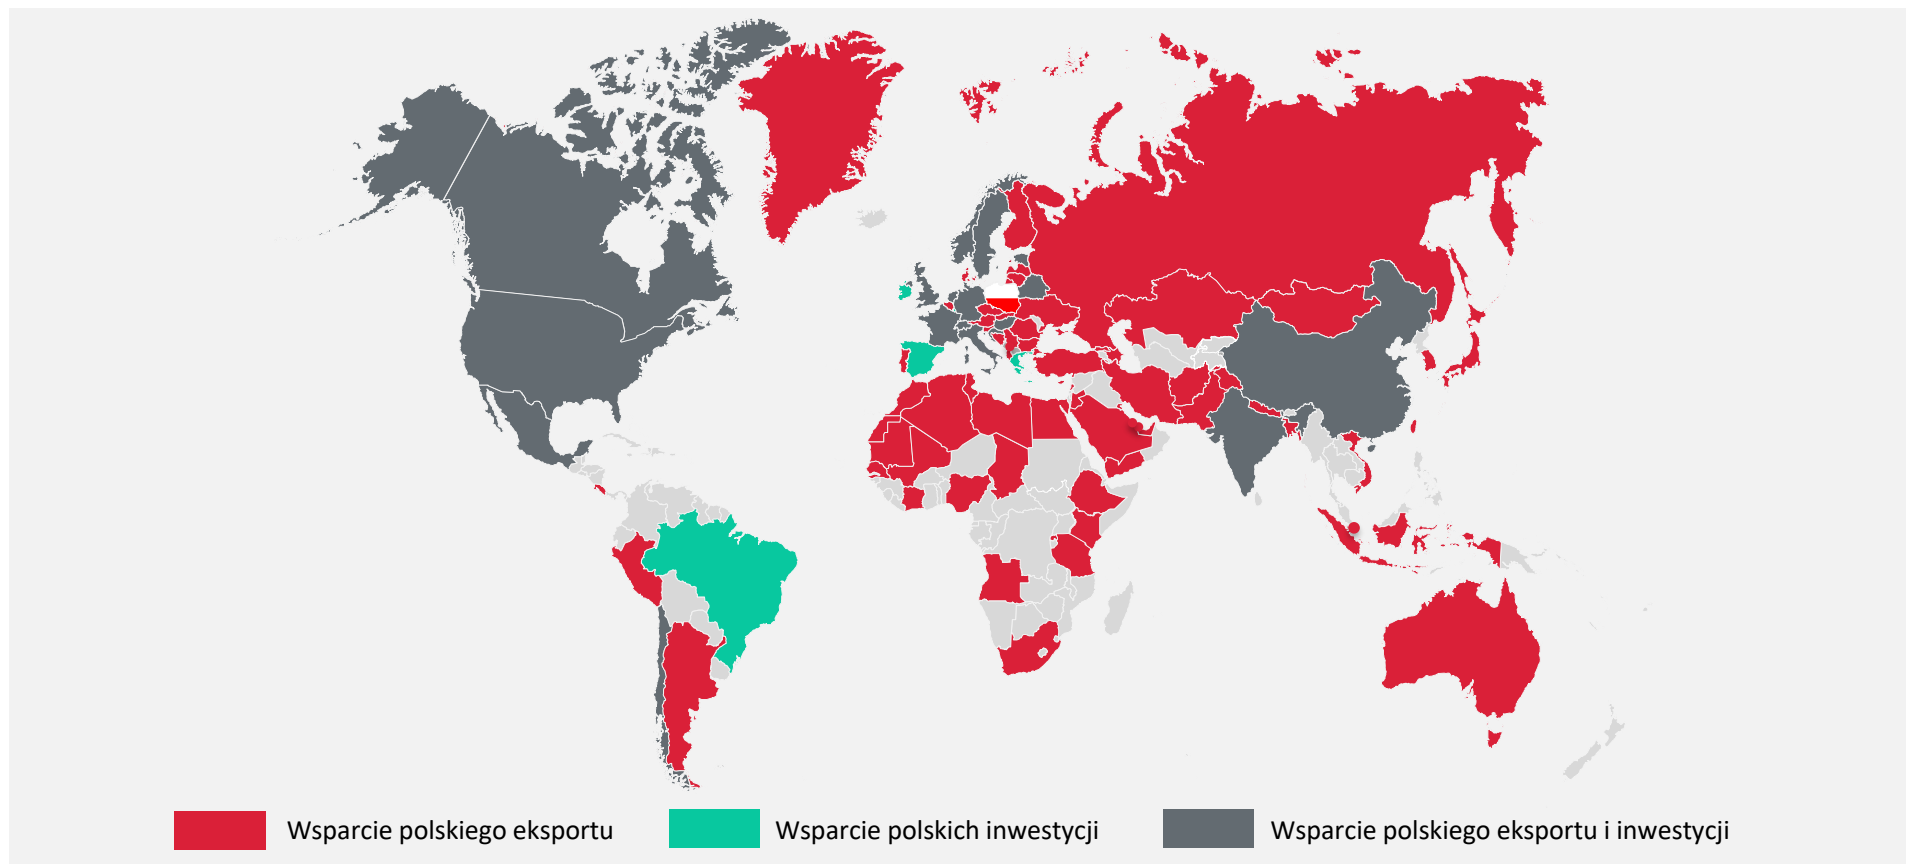 Wsparcie polskiego eksportu
Wsparcie polskich inwestycji
Wsparcie polskiego eksportu i inwestycji